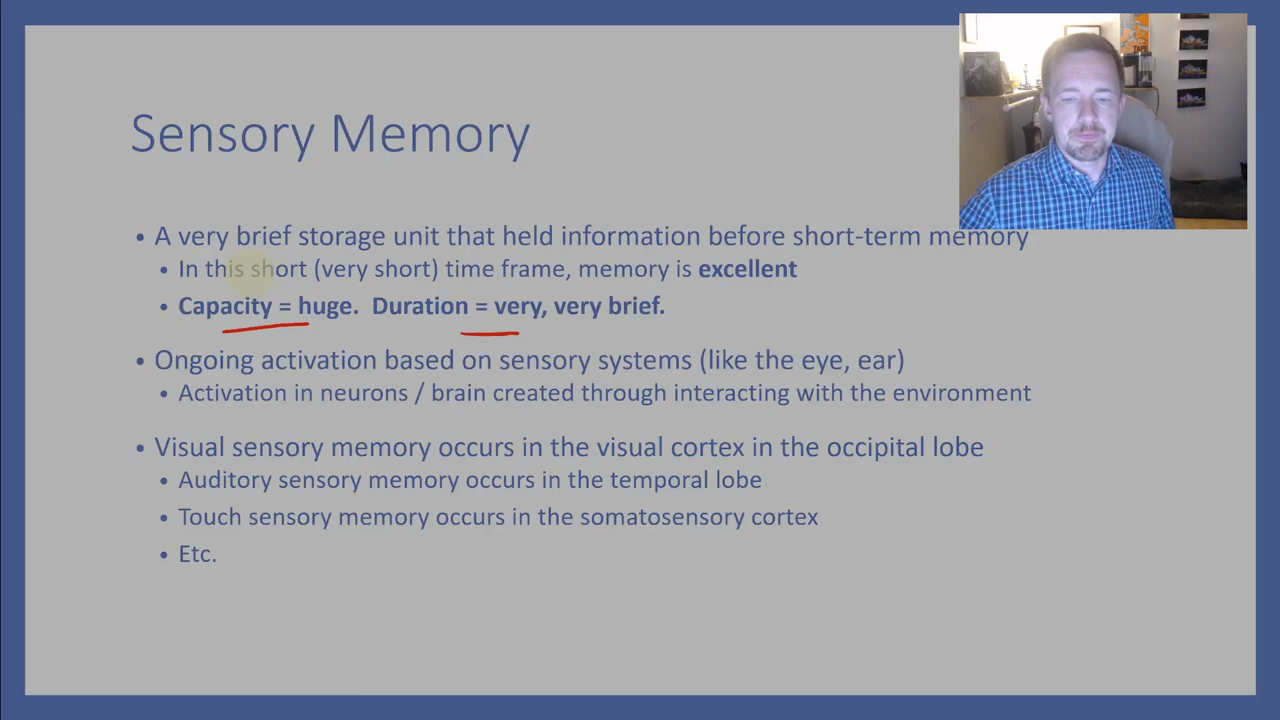 TAPE
Sensory Memory
• A very brief storage unit that held information before short-term memory
• In this short (very short) time frame, memory is excellent
• Capacity = huge.  Duration = very, very brief.
• Ongoing activation based on sensory systems (like the eye, ear)
• Activation in neurons / brain created through interacting with the environment
• Visual sensory memory occurs in the visual cortex in the occipital lobe
• Auditory sensory memory occurs in the temporal lobe
• Touch sensory memory occurs in the somatosensory cortex
• Etc.